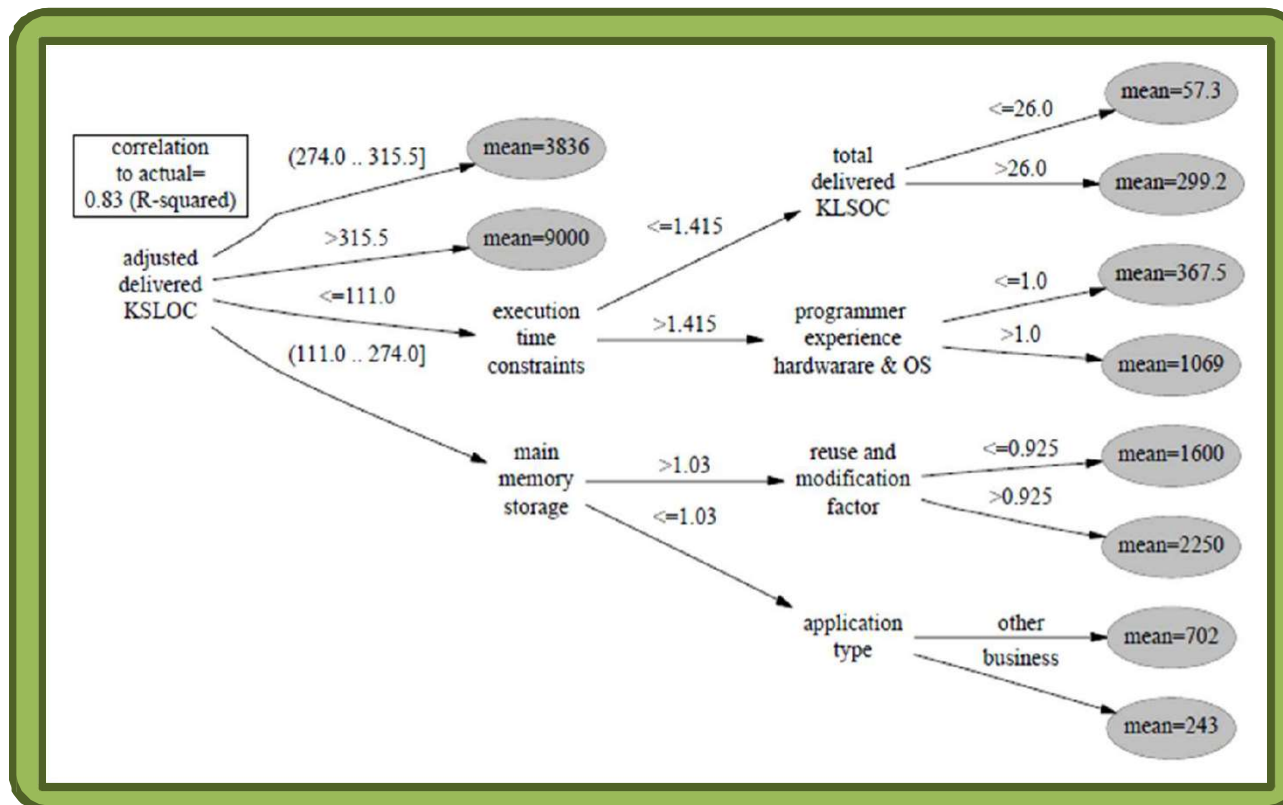 correlation
to actual=
0.83 (R-squared)
adjusted
delivered
KSLOC
(274.0 .. 315.5]
mean=3836
>315.5
mean=9000
<=111.0
(111.0 .. 274.0]
execution
time
constraints
<=1.415
>1.415
total
delivered
KLSOC
<=26.0
mean=57.3
>26.0
mean=299.2
programmer
experience
hardwarare & OS
<=1.0
mean=367.5
>1.0
mean=1069
main
memory
storage
>1.03
<=1.03
reuse and
modification
factor
<=0.925
mean=1600
>0.925
mean=2250
application
type
other
mean=702
business
mean=243